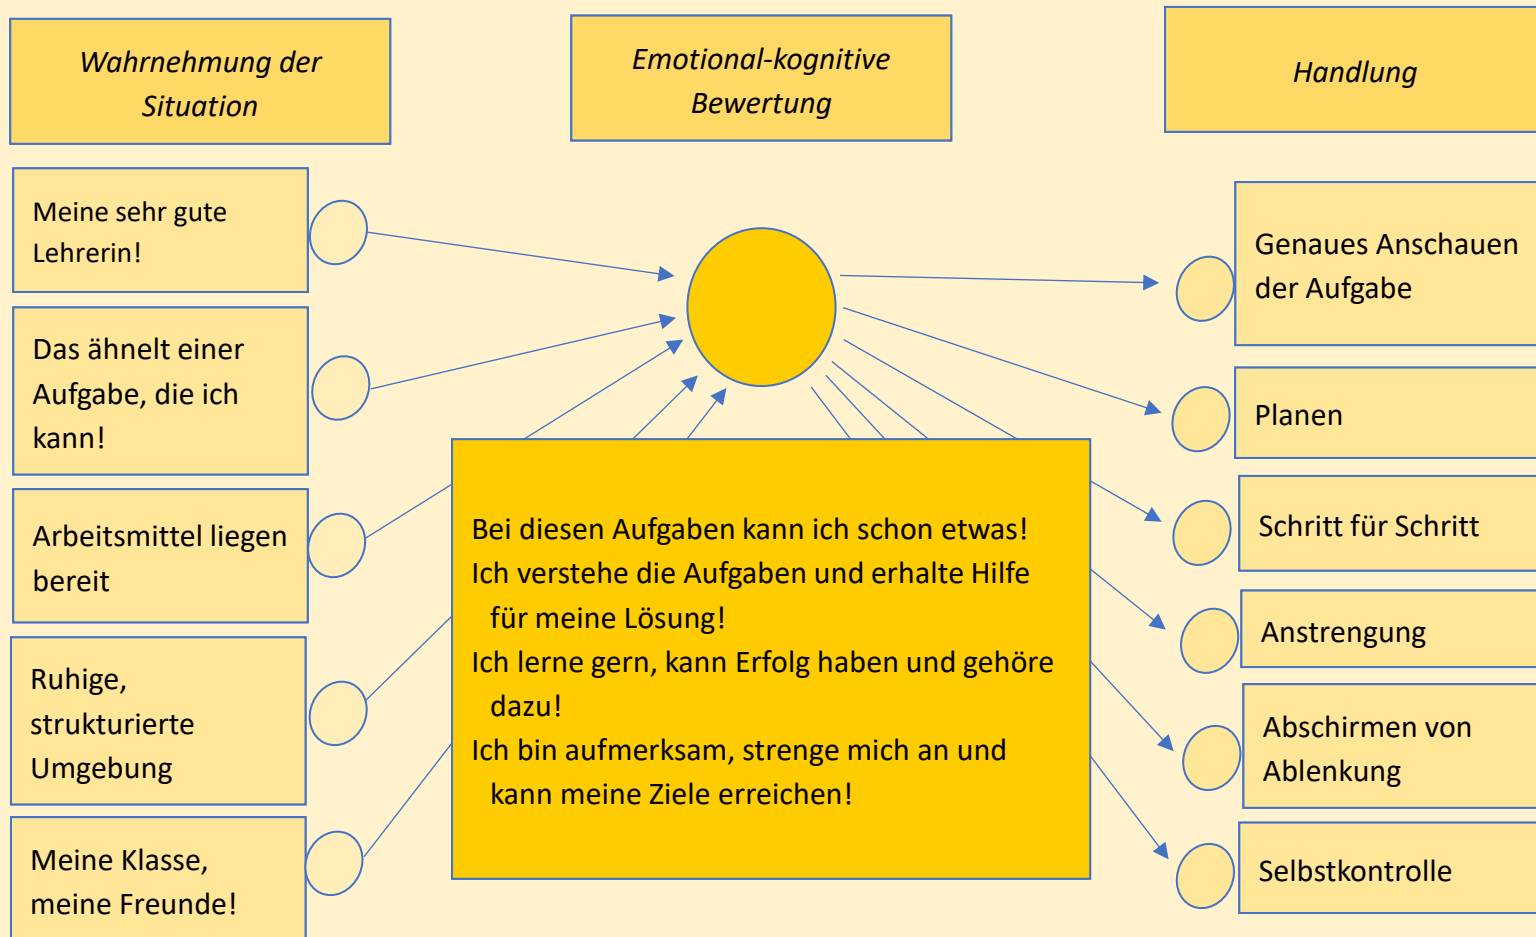 Wahrnehmung der
Situation
Emotional-kognitive
Bewertung
Handlung
Meine sehr gute
Lehrerin!
Das ähnelt einer
Aufgabe, die ich
kann!
Arbeitsmittel liegen
bereit
Ruhige,
strukturierte
Umgebung
Meine Klasse,
meine Freunde!
Bei diesen Aufgaben kann ich schon etwas!
Ich verstehe die Aufgaben und erhalte Hilfe
für meine Lösung!
Ich lerne gern, kann Erfolg haben und gehöre
dazu!
Ich bin aufmerksam, strenge mich an und
kann meine Ziele erreichen!
Genaues Anschauen
der Aufgabe
Planen
Schritt für Schritt
Anstrengung
Abschirmen von
Ablenkung
Selbstkontrolle